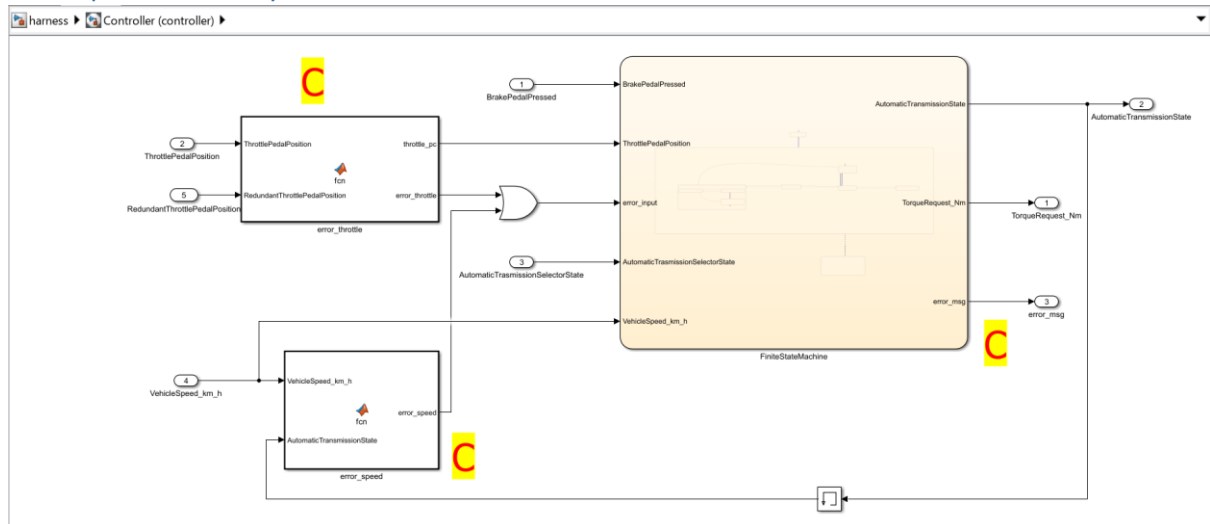 harness ▶ Controller (controller) ▶
C
1
BrakePedalPressed
BrakePedalPressed
AutomaticTransmissionState
2
AutomaticTransmissionState
2
ThrottlePedalPosition
ThrottlePedalPosition
throttle_pc
ThrottlePedalPosition
fcn
5
RedundantThrottlePedalPosition
RedundantThrottlePedalPosition
error_throttle
error_throttle
error_input
TorqueRequest_Nm
1
TorqueRequest_Nm
3
AutomaticTrasmissionSelectorState
AutomaticTrasmissionSelectorState
error_msg
3
error_msg
VehicleSpeed_km_h
FiniteStateMachine
C
4
VehicleSpeed_km_h
VehicleSpeed_km_h
fcn
error_speed
AutomaticTransmissionState
error_speed
C